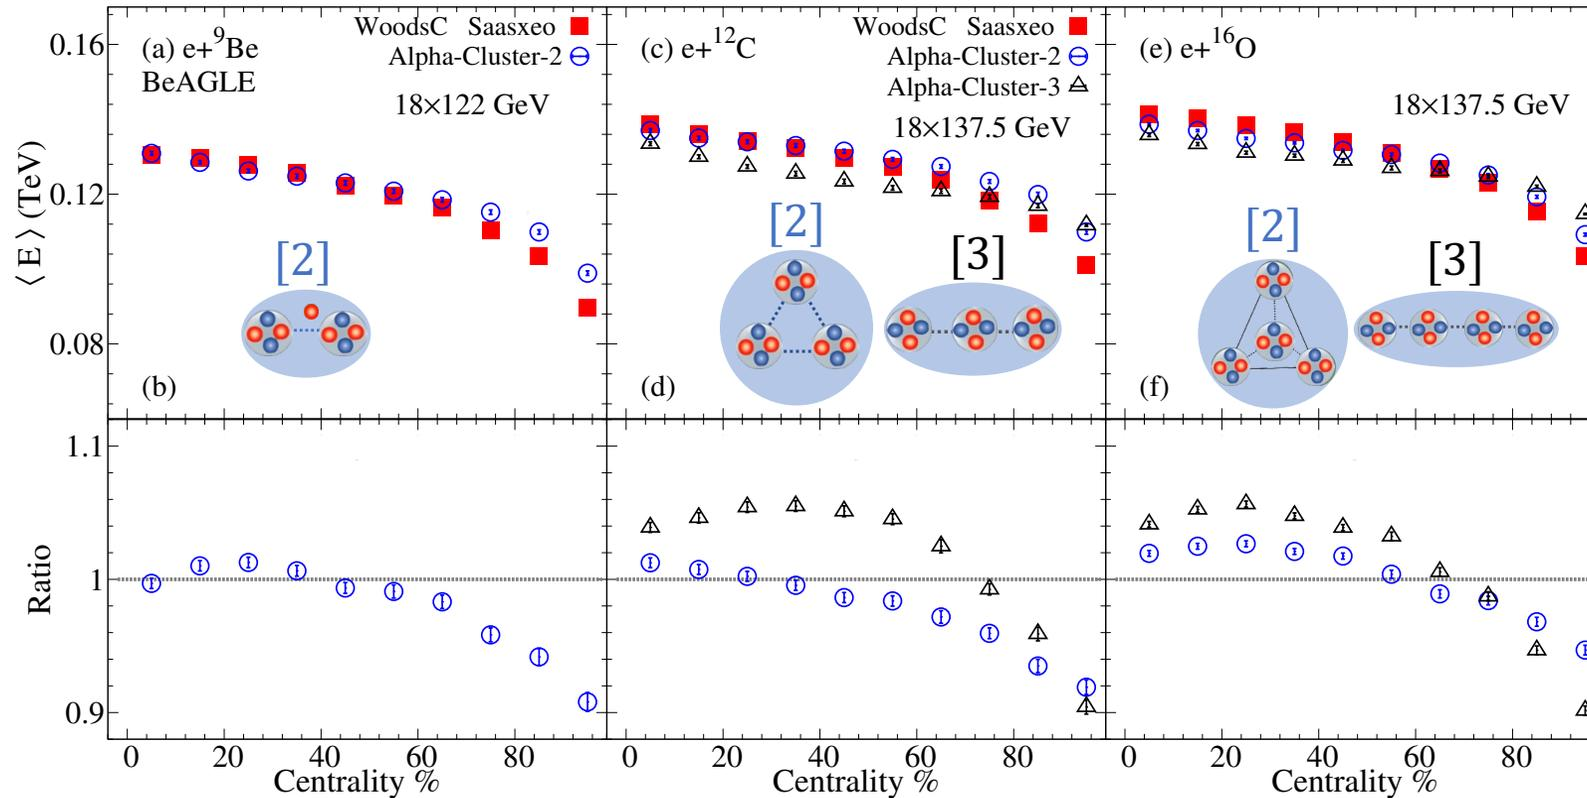 (a) e+⁹Be
BeAGLE
WoodsC Saasxeo
Alpha-Cluster-2
18×122 GeV
[2]
(b)
(c) e+¹²C
WoodsC Saasxeo
Alpha-Cluster-2
Alpha-Cluster-3
18×137.5 GeV
[2]
[3]
(d)
(e) e+¹⁶O
18×137.5 GeV
[2]
[3]
(f)
⟨ E ⟩ (TeV)
0.16
0.12
0.08
Ratio
1.1
1
0.9
0 20 40 60 80
Centrality %
0 20 40 60 80
Centrality %
0 20 40 60 80
Centrality %